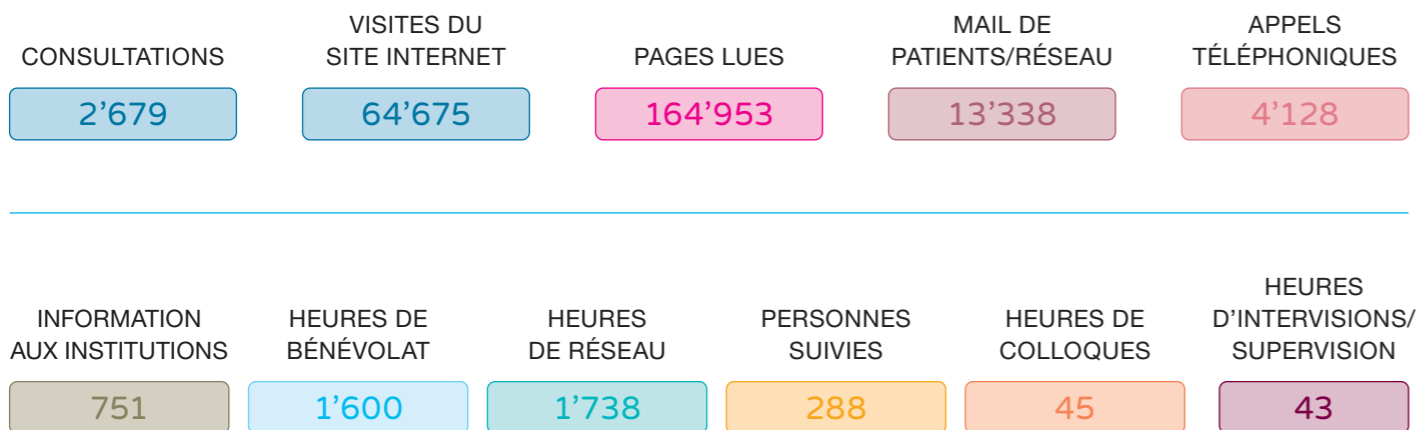 CONSULTATIONS
2’679
VISITES DU
SITE INTERNET
64’675
PAGES LUES
164’953
MAIL DE
PATIENTS/RÉSEAU
13’338
APPELS
TÉLÉPHONIQUES
4’128
INFORMATION
AUX INSTITUTIONS
751
HEURES DE
BÉNÉVOLAT
1’600
HEURES
DE RÉSEAU
1’738
PERSONNES
SUIVIES
288
HEURES DE
COLLOQUES
45
HEURES
D’INTERVISIONS/
SUPERVISION
43